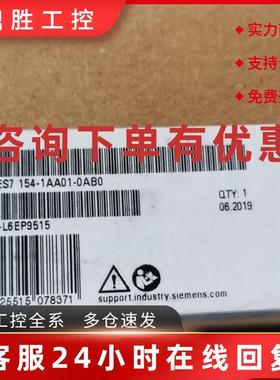 胜工控
实力
支持
免费
咨询下单有优惠
ES7 154-1AA01-0AB0
QTY: 1
06.2019
-L6EP9515
25515 078371
support.industry.siemens.com
工控全系 多仓速发
客服24小时在线回复